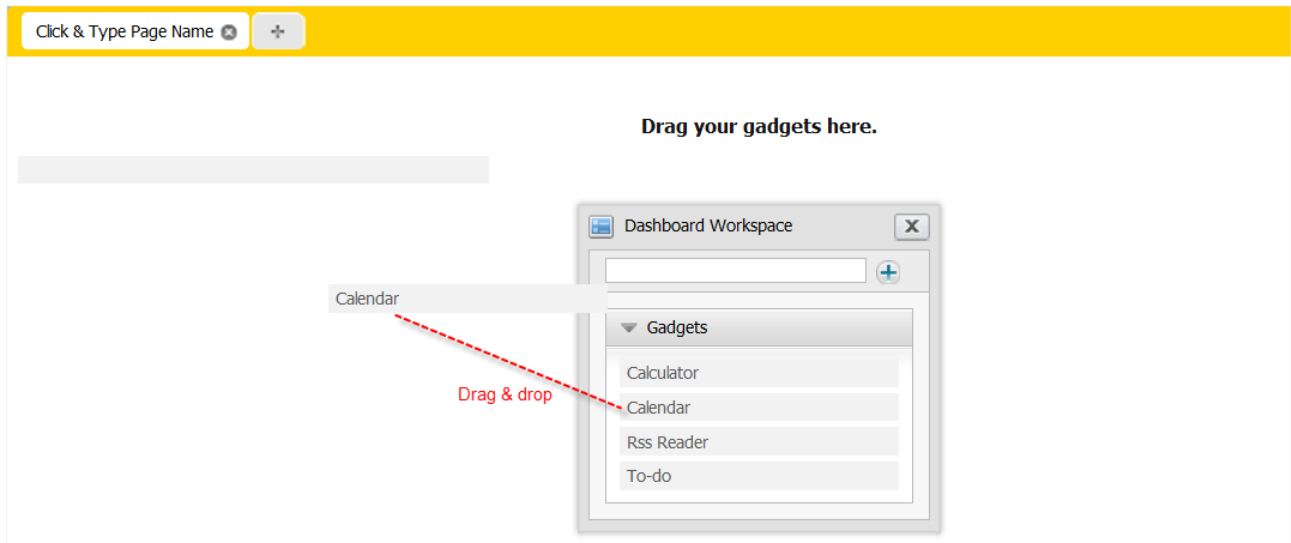 Click & Type Page Name
Drag your gadgets here.
Dashboard Workspace
Calendar
Gadgets
Calculator
Drag & drop
Calendar
Rss Reader
To-do